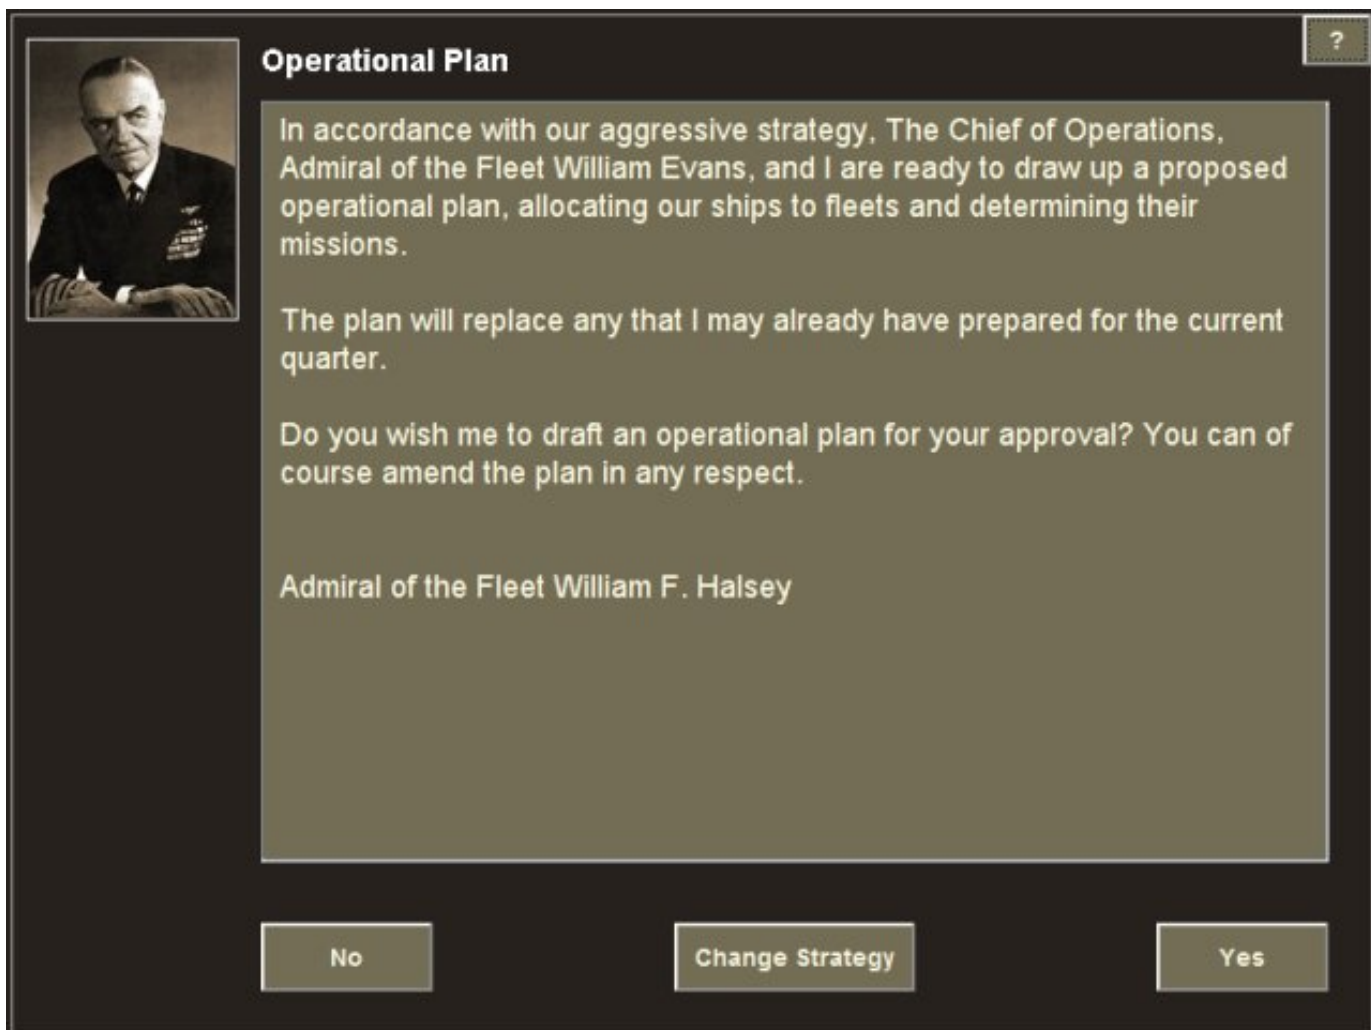 ?
Operational Plan
In accordance with our aggressive strategy, The Chief of Operations,
Admiral of the Fleet William Evans, and I are ready to draw up a proposed
operational plan, allocating our ships to fleets and determining their
missions.
The plan will replace any that I may already have prepared for the current
quarter.
Do you wish me to draft an operational plan for your approval? You can of
course amend the plan in any respect.
Admiral of the Fleet William F. Halsey
No
Change Strategy
Yes